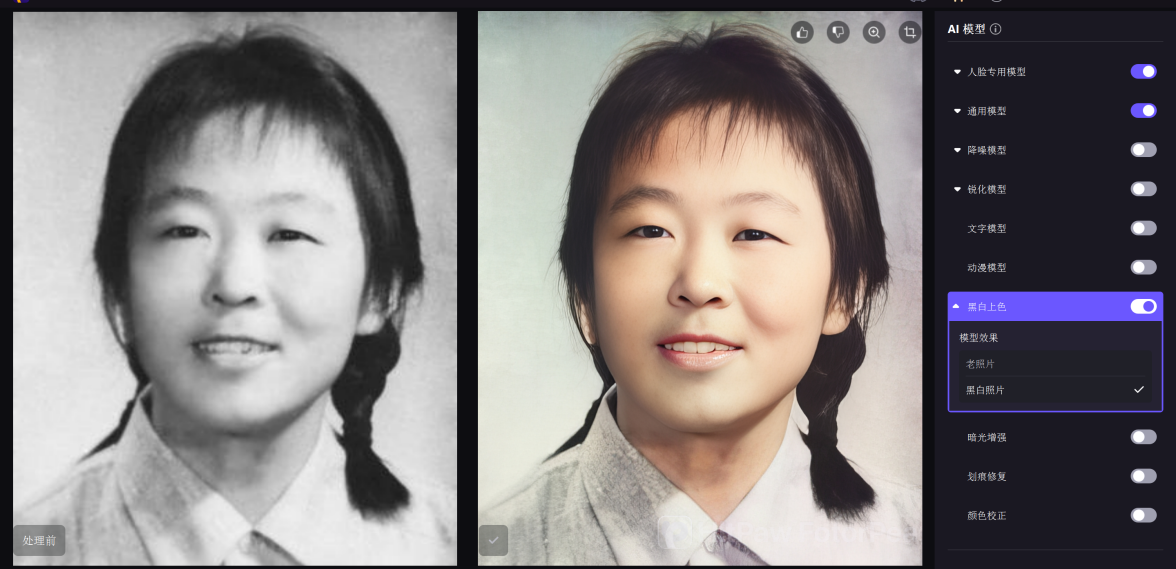 AI 模型
人脸专用模型
通用模型
降噪模型
锐化模型
文字模型
动漫模型
黑白上色
模型效果
老照片
黑白照片
暗光增强
划痕修复
颜色校正
处理前